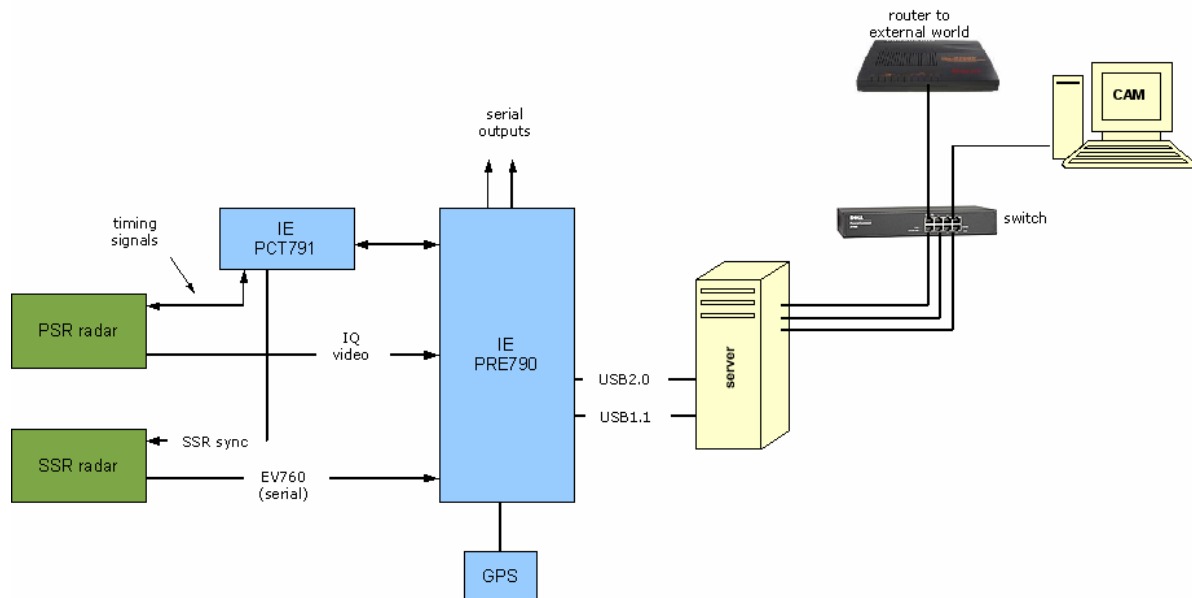 router to
external world
CAM
serial
outputs
timing
signals
IE
PCT791
switch
DELL
PSR radar
IQ
video
IE
PRE790
server
USB2.0
USB1.1
SSR sync
SSR radar
EV760
(serial)
GPS